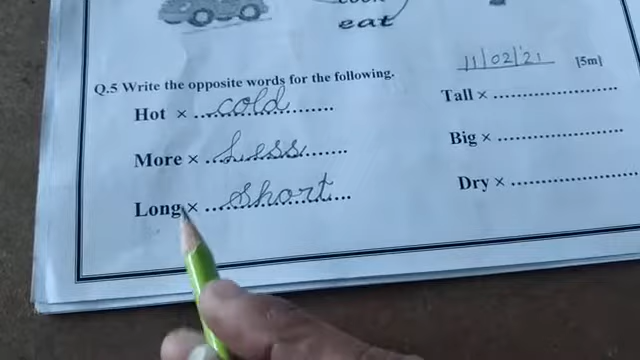 eat
11/02/21 [5m]
Q.5 Write the opposite words for the following.
Hot × cold
Tall ×
More × Less
Big ×
Long × short
Dry ×